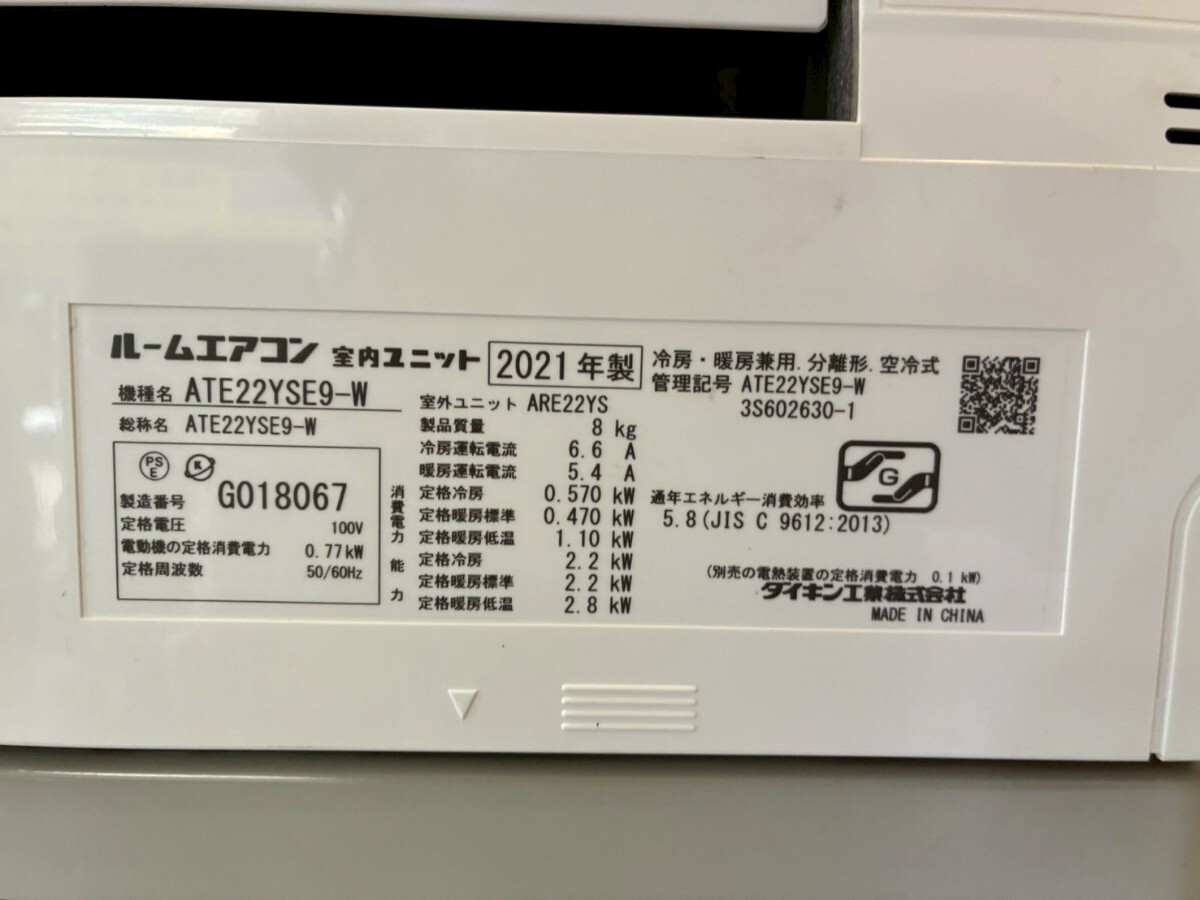 ルームエアコン 室内ユニット 2021年製
冷房・暖房兼用. 分離形. 空冷式
機種名 ATE22YSE9-W
総称名 ATE22YSE9-W
管理記号 ATE22YSE9-W
3S602630-1
PS
E
K
製造番号 G018067
定格電圧 100V
電動機の定格消費電力 0.77kW
定格周波数 50/60Hz
室外ユニット ARE22YS
製品質量 8 kg
冷房運転電流 6.6 A
暖房運転電流 5.4 A
消費電力
定格冷房 0.570 kW
定格暖房標準 0.470 kW
定格暖房低温 1.10 kW
能力
定格冷房 2.2 kW
定格暖房標準 2.2 kW
定格暖房低温 2.8 kW
G
通年エネルギー消費効率
5.8(JIS C 9612:2013)
(別売の電熱装置の定格消費電力 0.1 kW)
ダイキン工業株式会社
MADE IN CHINA